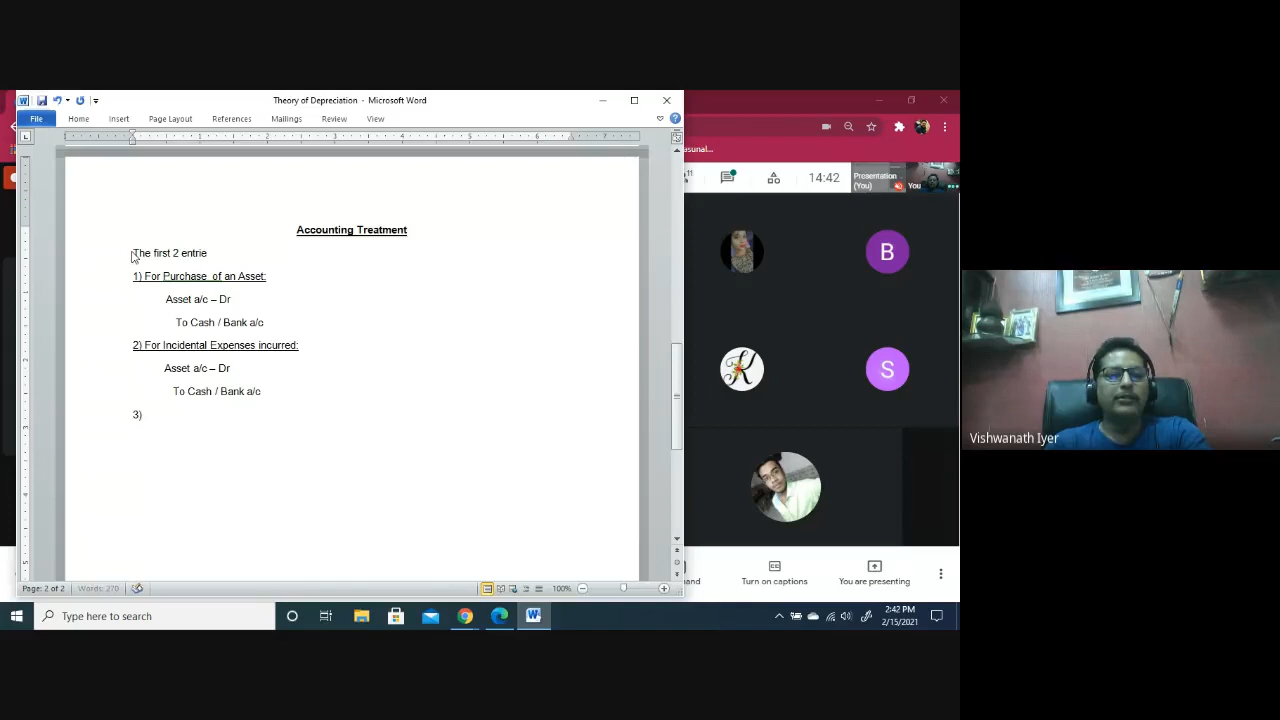 Theory of Depreciation - Microsoft Word
File Home Insert Page Layout References Mailings Review View
Accounting Treatment
The first 2 entrie
1) For Purchase of an Asset:
Asset a/c – Dr
To Cash / Bank a/c
2) For Incidental Expenses incurred:
Asset a/c – Dr
To Cash / Bank a/c
3)
Page: 2 of 2 Words: 270 100%
asunal...
11 14:42
Presentation (You)
You
B
K
S
and Turn on captions You are presenting
Type here to search
2:42 PM
2/15/2021
Vishwanath Iyer